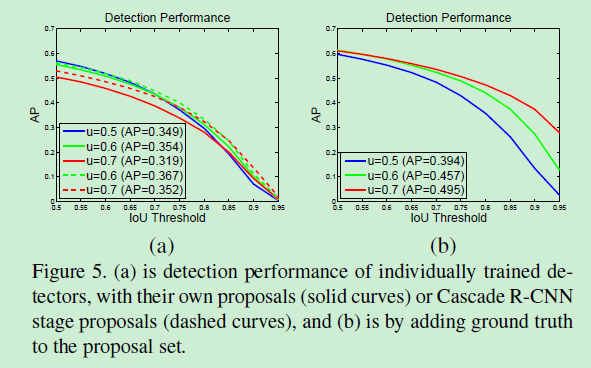 Detection Performance
0.7
0.6
0.5
0.4
0.3
0.2
0.1
0
AP
u=0.5 (AP=0.349)
u=0.6 (AP=0.354)
u=0.7 (AP=0.319)
u=0.6 (AP=0.367)
u=0.7 (AP=0.352)
0.5 0.55 0.6 0.65 0.7 0.75 0.8 0.85 0.9 0.95
IoU Threshold
(a)
Detection Performance
0.7
0.6
0.5
0.4
0.3
0.2
0.1
0
AP
u=0.5 (AP=0.394)
u=0.6 (AP=0.457)
u=0.7 (AP=0.495)
0.5 0.55 0.6 0.65 0.7 0.75 0.8 0.85 0.9 0.95
IoU Threshold
(b)
Figure 5. (a) is detection performance of individually trained de-
tectors, with their own proposals (solid curves) or Cascade R-CNN
stage proposals (dashed curves), and (b) is by adding ground truth
to the proposal set.